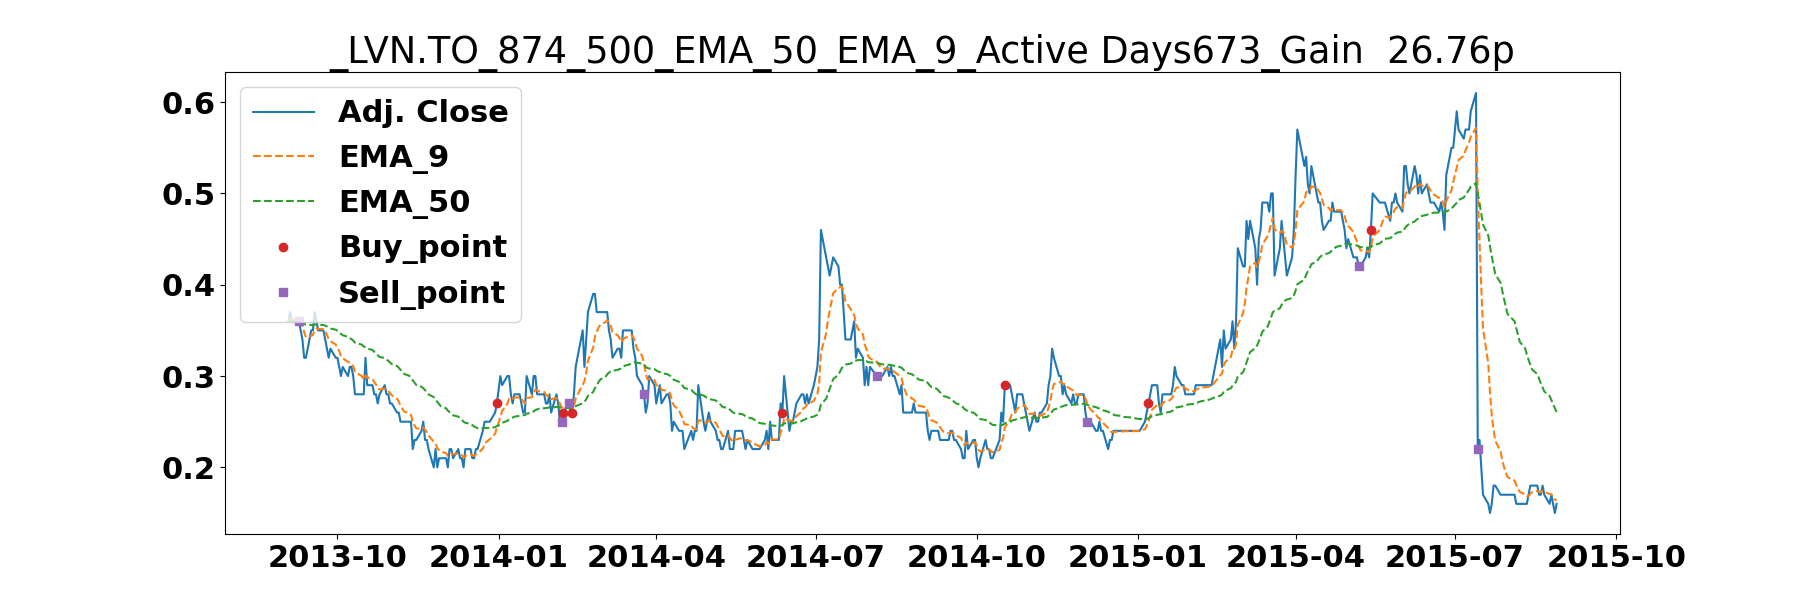 _LVN.TO_874_500_EMA_50_EMA_9_Active Days673_Gain  26.76p
0.6
0.5
0.4
0.3
0.2
Adj. Close
EMA_9
EMA_50
Buy_point
Sell_point
2013-10 2014-01 2014-04 2014-07 2014-10 2015-01 2015-04 2015-07 2015-10